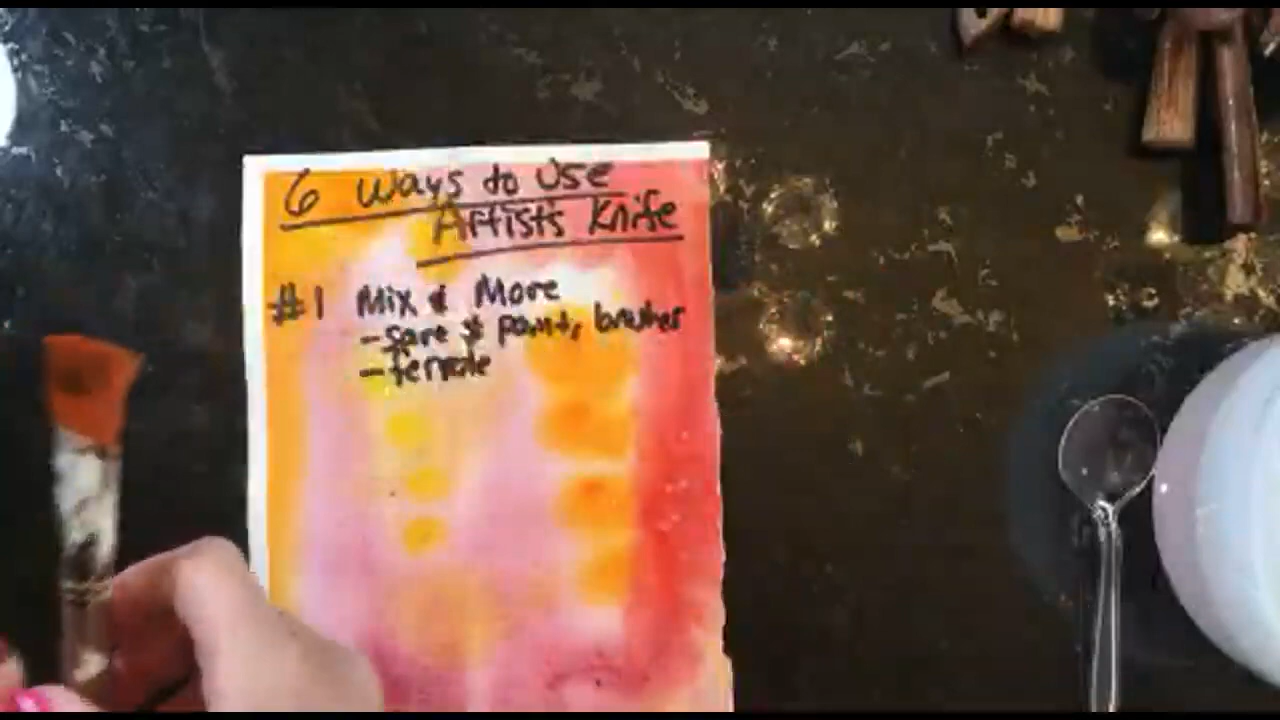 6 Ways to Use
Artist's Knife
#1 Mix & More
-save $ paint, brushes
-ferrule